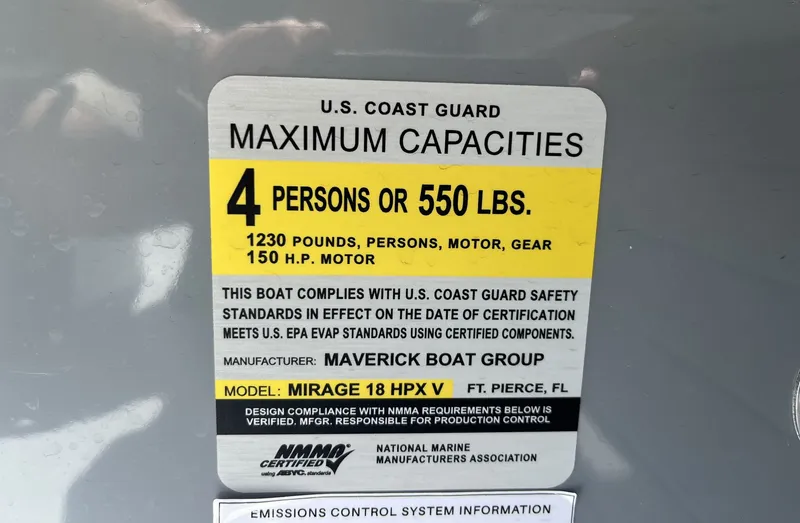 U.S. COAST GUARD
MAXIMUM CAPACITIES
4 PERSONS OR 550 LBS.
1230 POUNDS, PERSONS, MOTOR, GEAR
150 H.P. MOTOR
THIS BOAT COMPLIES WITH U.S. COAST GUARD SAFETY
STANDARDS IN EFFECT ON THE DATE OF CERTIFICATION
MEETS U.S. EPA EVAP STANDARDS USING CERTIFIED COMPONENTS.
MANUFACTURER: MAVERICK BOAT GROUP
MODEL: MIRAGE 18 HPX V FT. PIERCE, FL
DESIGN COMPLIANCE WITH NMMA REQUIREMENTS BELOW IS
VERIFIED. MFGR. RESPONSIBLE FOR PRODUCTION CONTROL
NMMA®
CERTIFIED
using ABYC. standards
NATIONAL MARINE
MANUFACTURERS ASSOCIATION
EMISSIONS CONTROL SYSTEM INFORMATION